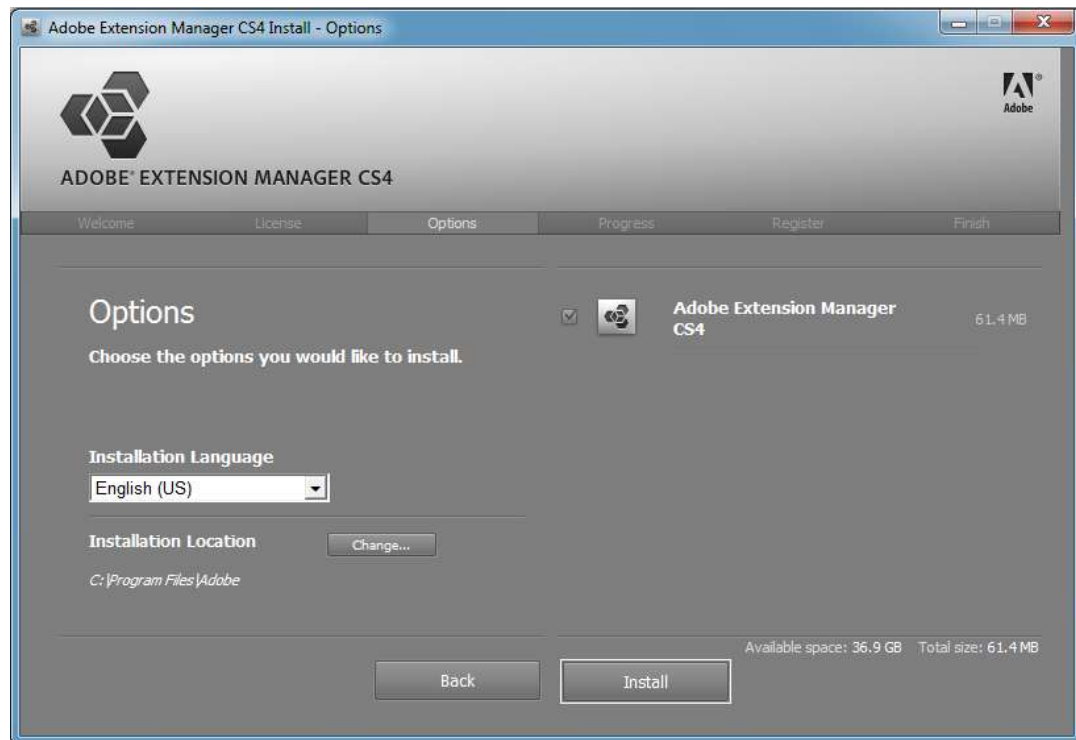 Adobe Extension Manager CS4 Install - Options
Adobe
ADOBE® EXTENSION MANAGER CS4
Welcome License Options Progress Register Finish
Options
Choose the options you would like to install.
Adobe Extension Manager
CS4
61.4 MB
Installation Language
English (US)
Installation Location
Change...
C:\Program Files\Adobe
Available space: 36.9 GB Total size: 61.4 MB
Back
Install